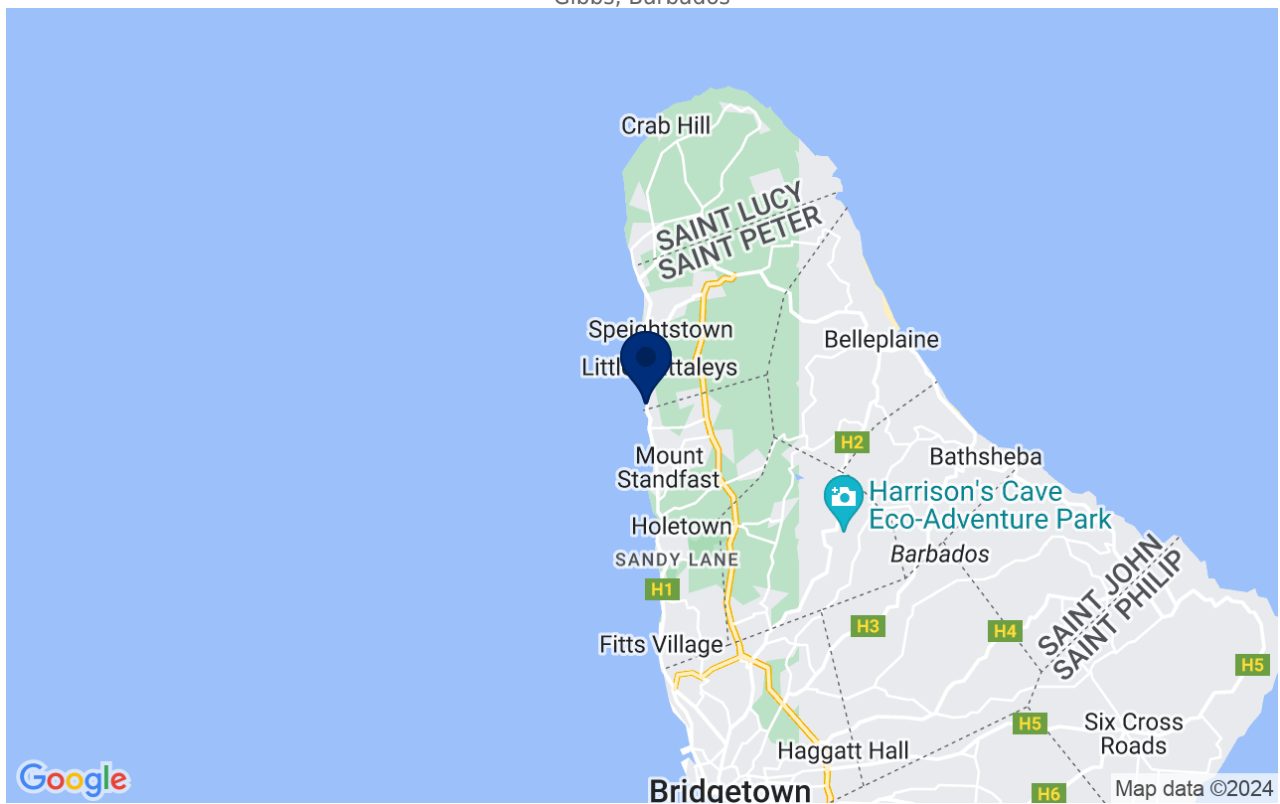 Gibbs, Barbados
Crab Hill
SAINT LUCY
SAINT PETER
Speightstown
Belleplaine
Mount
Standfast
H2
Bathsheba
Harrison's Cave
Eco-Adventure Park
Holetown
Barbados
SANDY LANE
H1
SAINT JOHN
SAINT PHILIP
H3
H4
Fitts Village
H5
H5
Six Cross
Roads
Haggatt Hall
Bridgetown
H6
Google
Map data ©2024